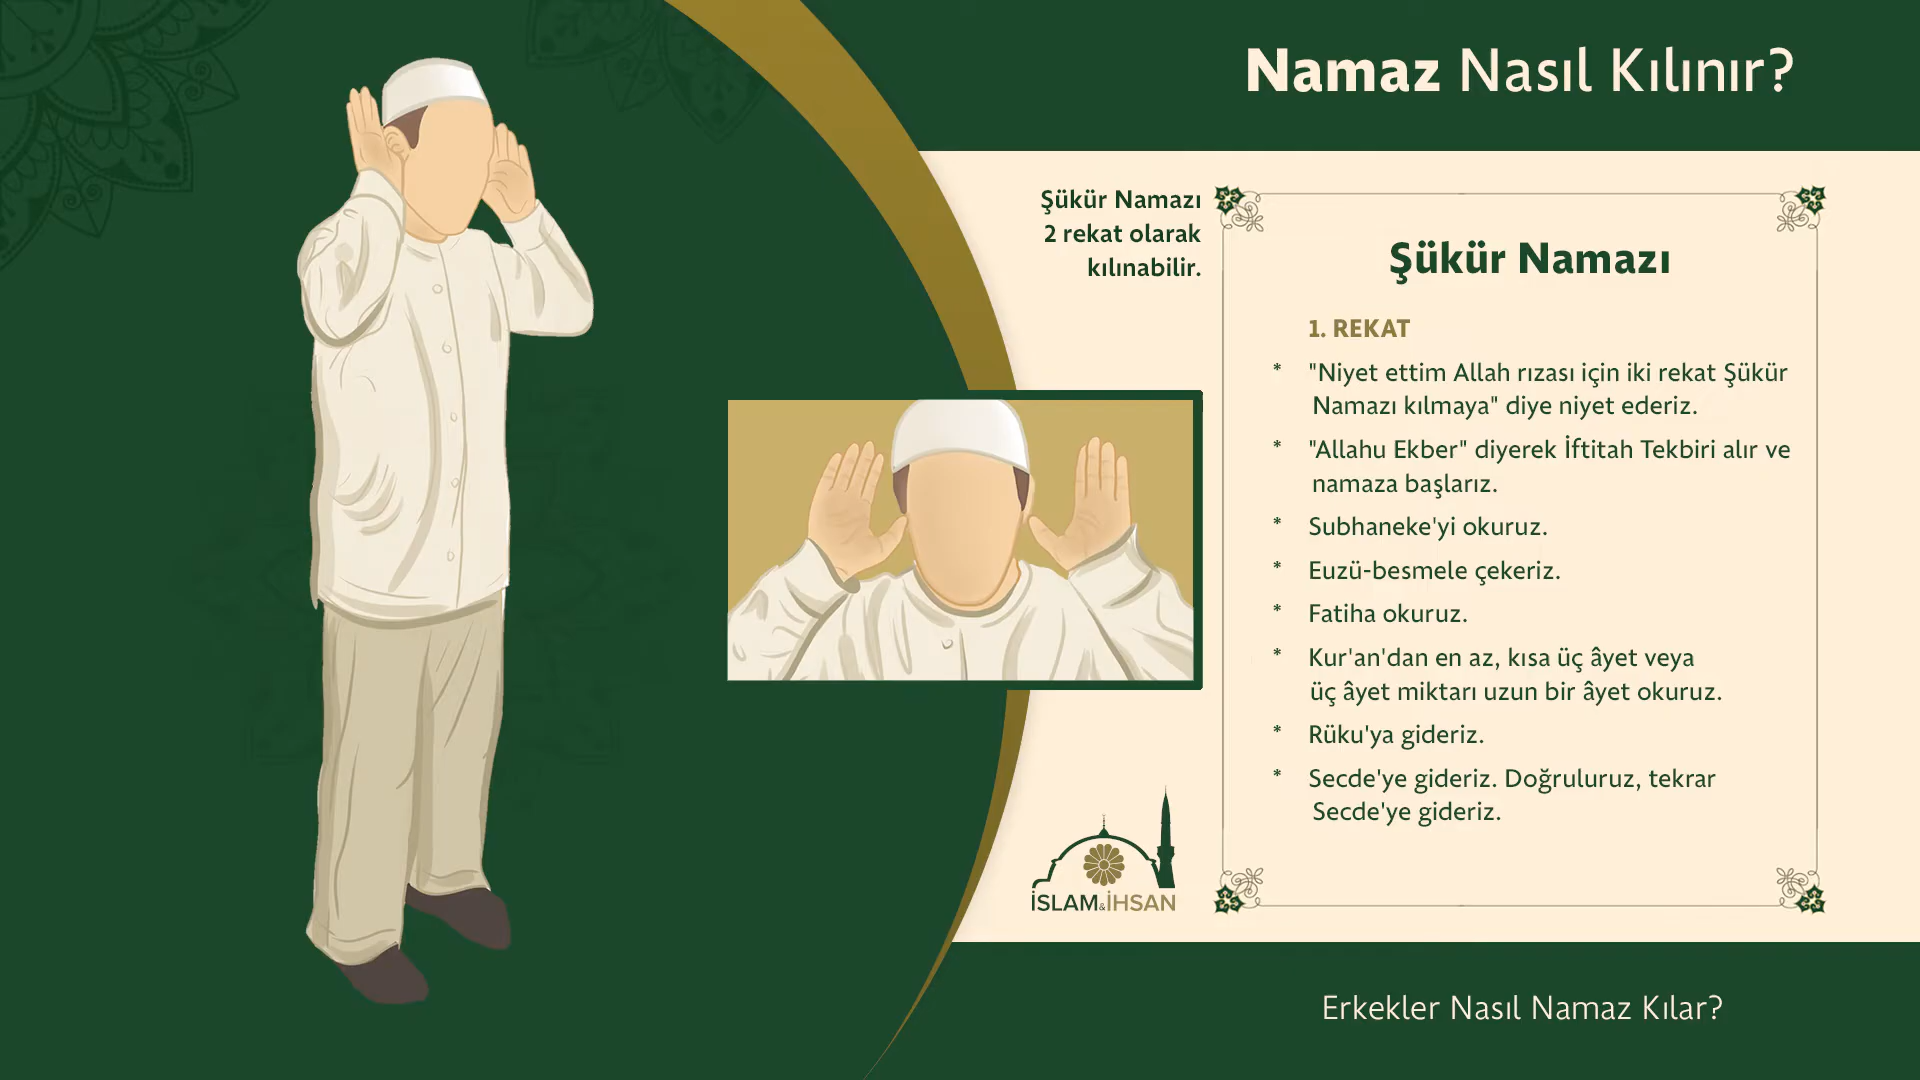 Namaz Nasıl Kılınır?
Şükür Namazı
2 rekat olarak
kılınabilir.
Şükür Namazı
1. REKAT
* "Niyet ettim Allah rızası için iki rekat Şükür
Namazı kılmaya" diye niyet ederiz.
* "Allahu Ekber" diyerek İftitah Tekbiri alır ve
namaza başlarız.
* Subhaneke'yi okuruz.
* Euzü-besmele çekeriz.
* Fatiha okuruz.
* Kur'an'dan en az, kısa üç âyet veya
üç âyet miktarı uzun bir âyet okuruz.
* Rüku'ya gideriz.
* Secde'ye gideriz. Doğruluruz, tekrar
Secde'ye gideriz.
İSLAM&İHSAN
Erkekler Nasıl Namaz Kılar?